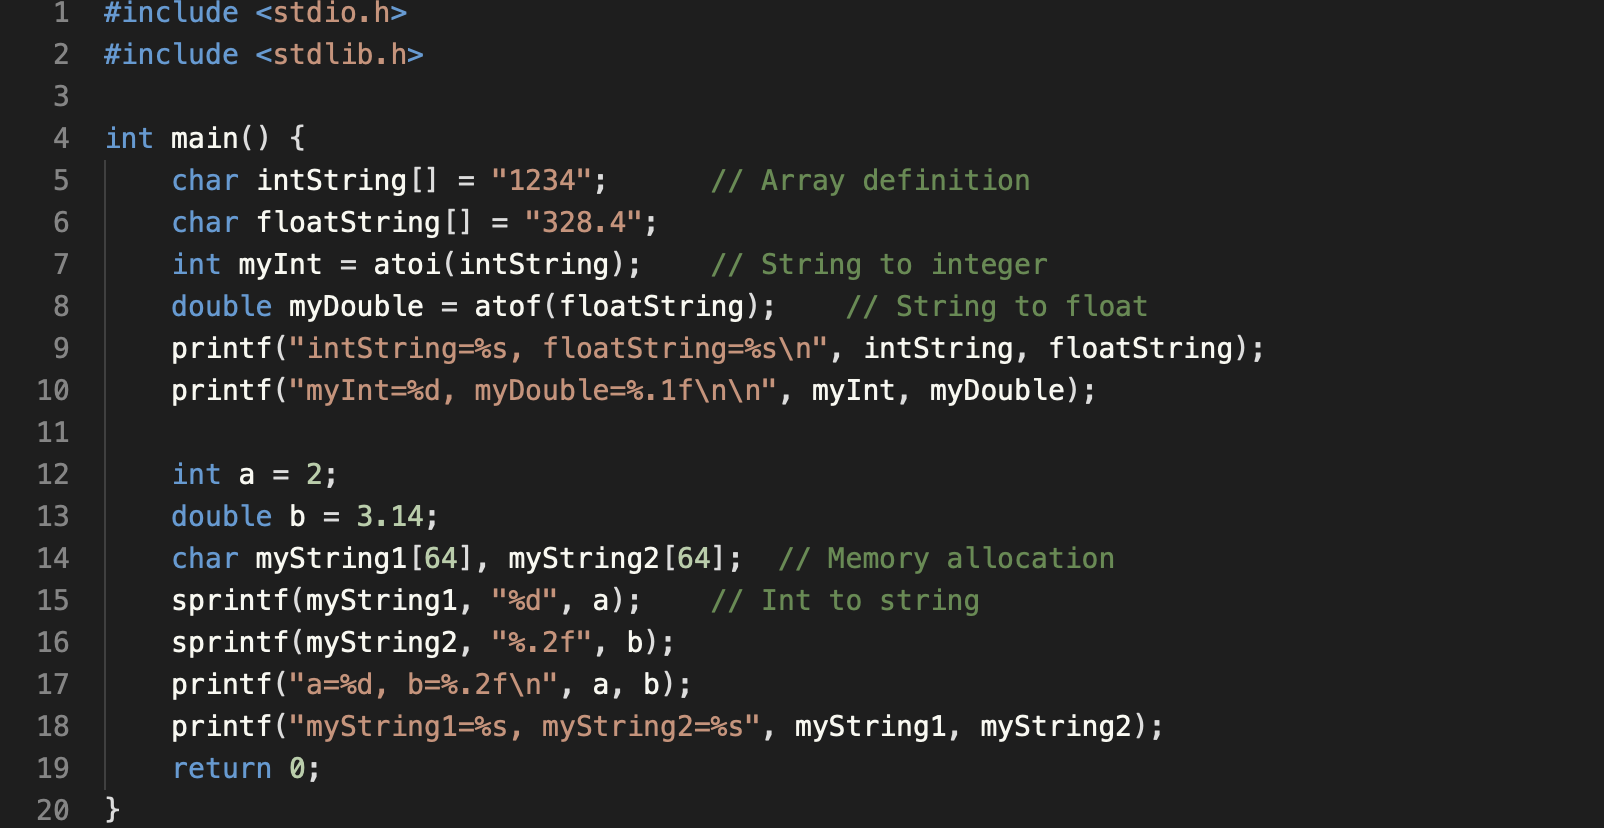 1 #include <stdio.h>
2 #include <stdlib.h>
3
4 int main() {
5     char intString[] = "1234";      // Array definition
6     char floatString[] = "328.4";
7     int myInt = atoi(intString);    // String to integer
8     double myDouble = atof(floatString);    // String to float
9     printf("intString=%s, floatString=%s\n", intString, floatString);
10     printf("myInt=%d, myDouble=%.1f\n\n", myInt, myDouble);
11
12     int a = 2;
13     double b = 3.14;
14     char myString1[64], myString2[64];  // Memory allocation
15     sprintf(myString1, "%d", a);    // Int to string
16     sprintf(myString2, "%.2f", b);
17     printf("a=%d, b=%.2f\n", a, b);
18     printf("myString1=%s, myString2=%s", myString1, myString2);
19     return 0;
20 }